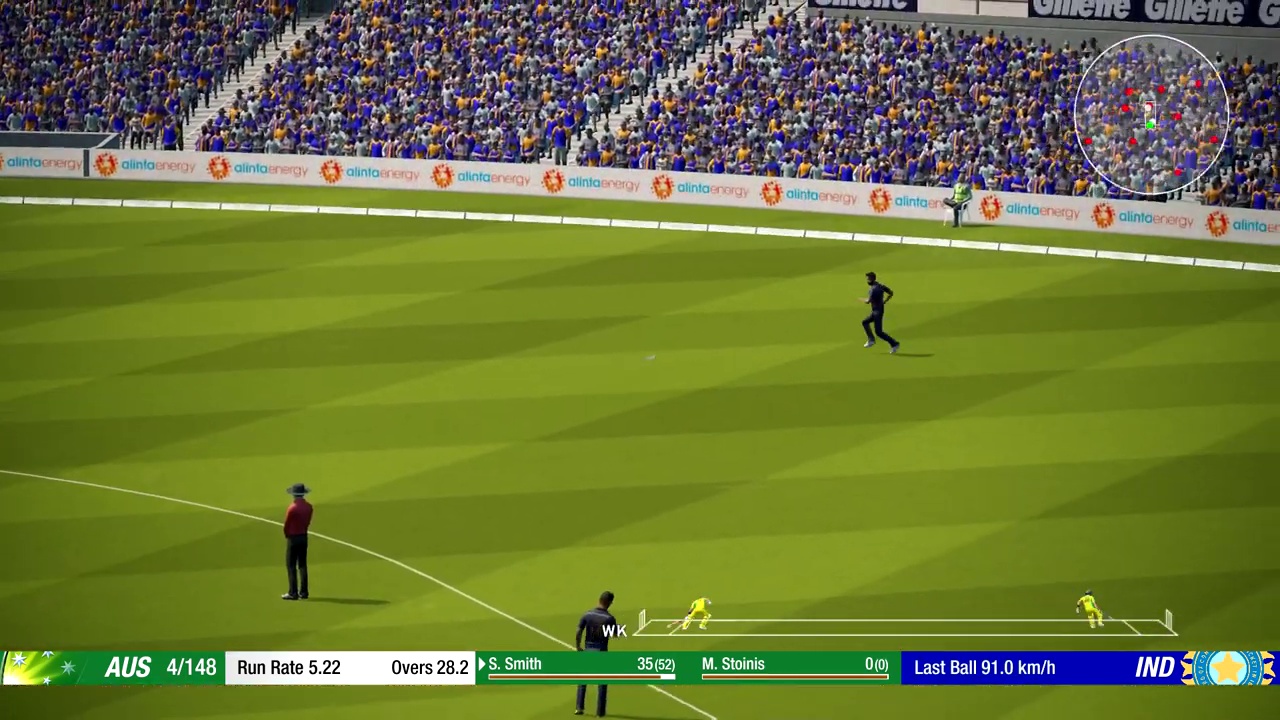 Gillette
Gillette Gillette
alintaenergy alintaenergy alintaenergy alintaenergy alintaenergy alintaenergy alintaenergy alintaenergy alintaenergy alintaenergy alintaenergy
WK
AUS 4/148 Run Rate 5.22 Overs 28.2 S. Smith 35(52) M. Stoinis 0(0) Last Ball 91.0 km/h IND